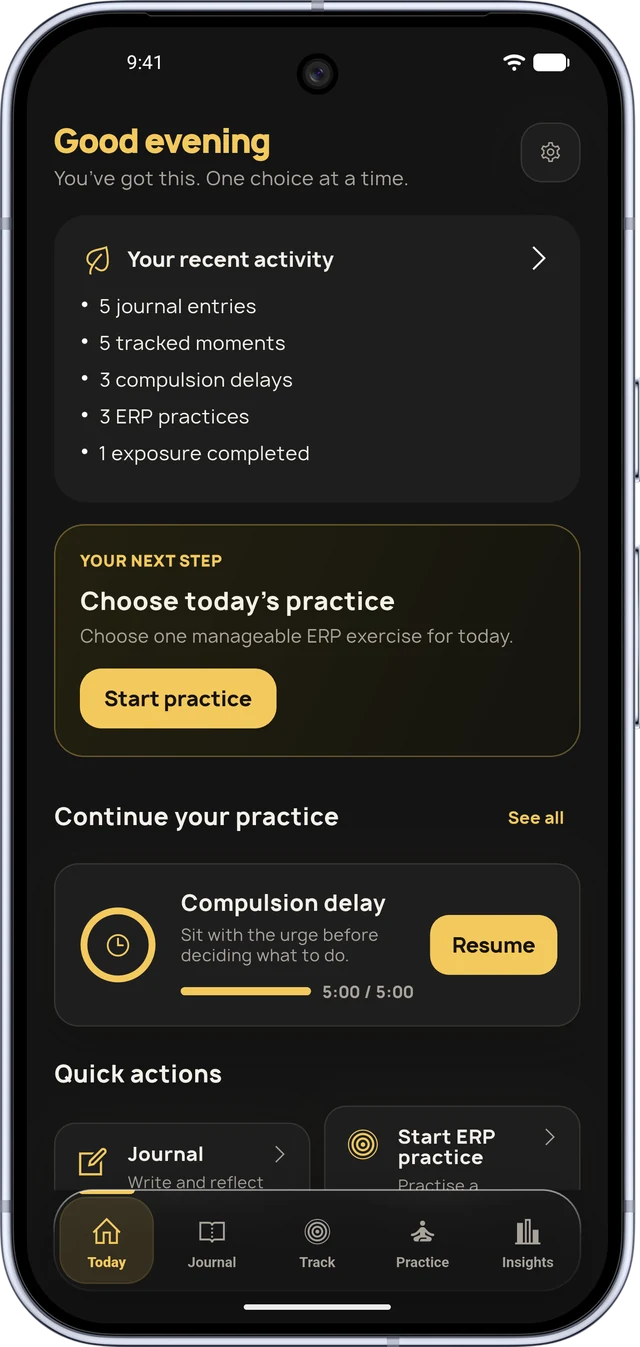 9:41
Good evening
You've got this. One choice at a time.
Your recent activity
• 5 journal entries
• 5 tracked moments
• 3 compulsion delays
• 3 ERP practices
• 1 exposure completed
YOUR NEXT STEP
Choose today's practice
Choose one manageable ERP exercise for today.
Start practice
Continue your practice
See all
Compulsion delay
Sit with the urge before
deciding what to do.
5:00 / 5:00
Resume
Quick actions
Journal
Write and reflect
Start ERP
practice
Practise a
Today
Journal
Track
Practice
Insights